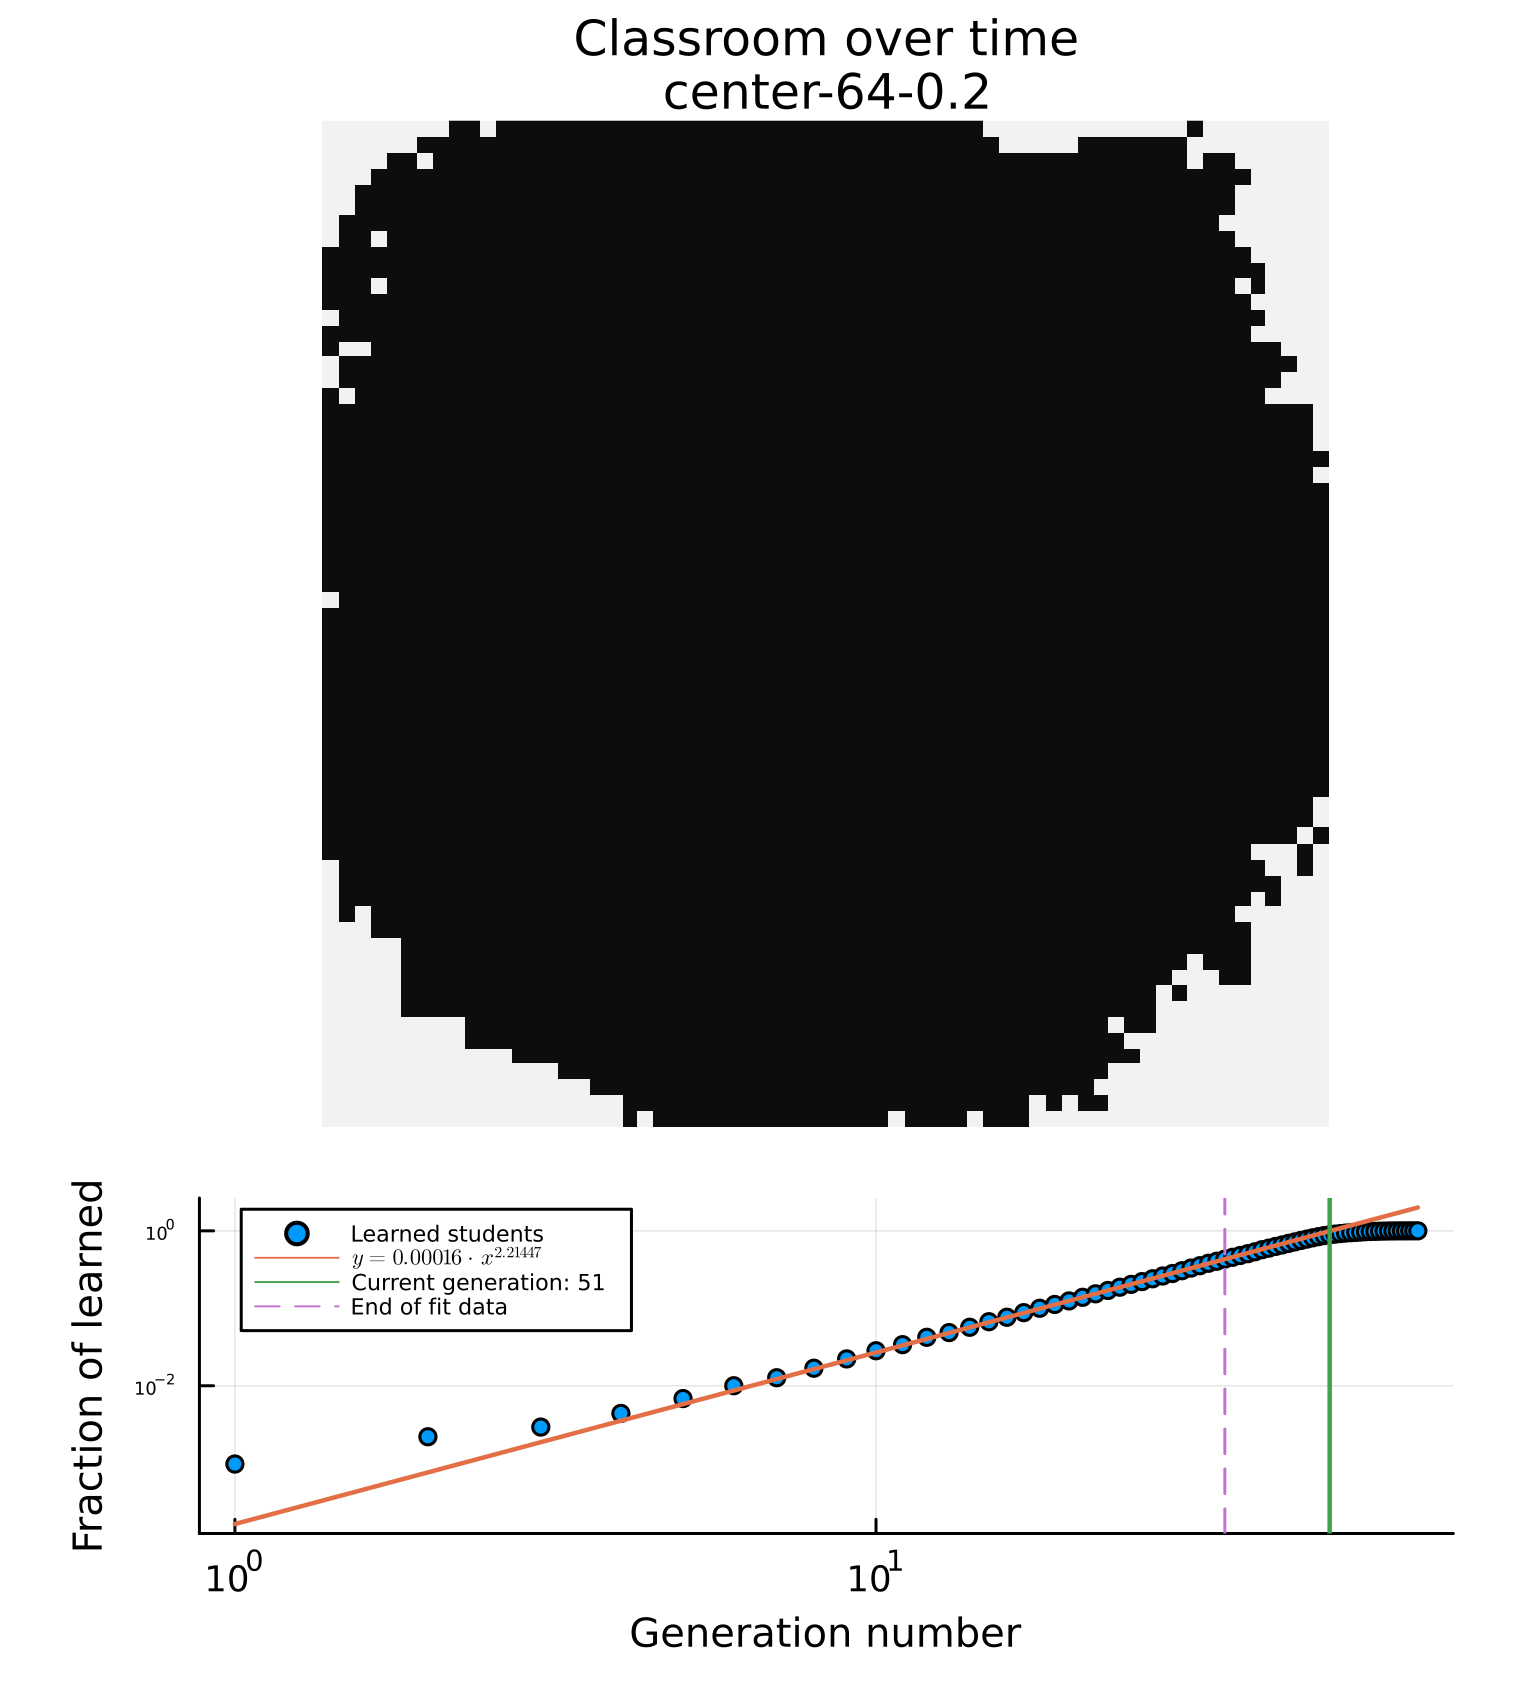 Classroom over time
center-64-0.2
Fraction of learned
10^0
10^-2
Learned students
y = 0.00016 · x^2.21447
Current generation: 51
End of fit data
10^0
10^1
Generation number